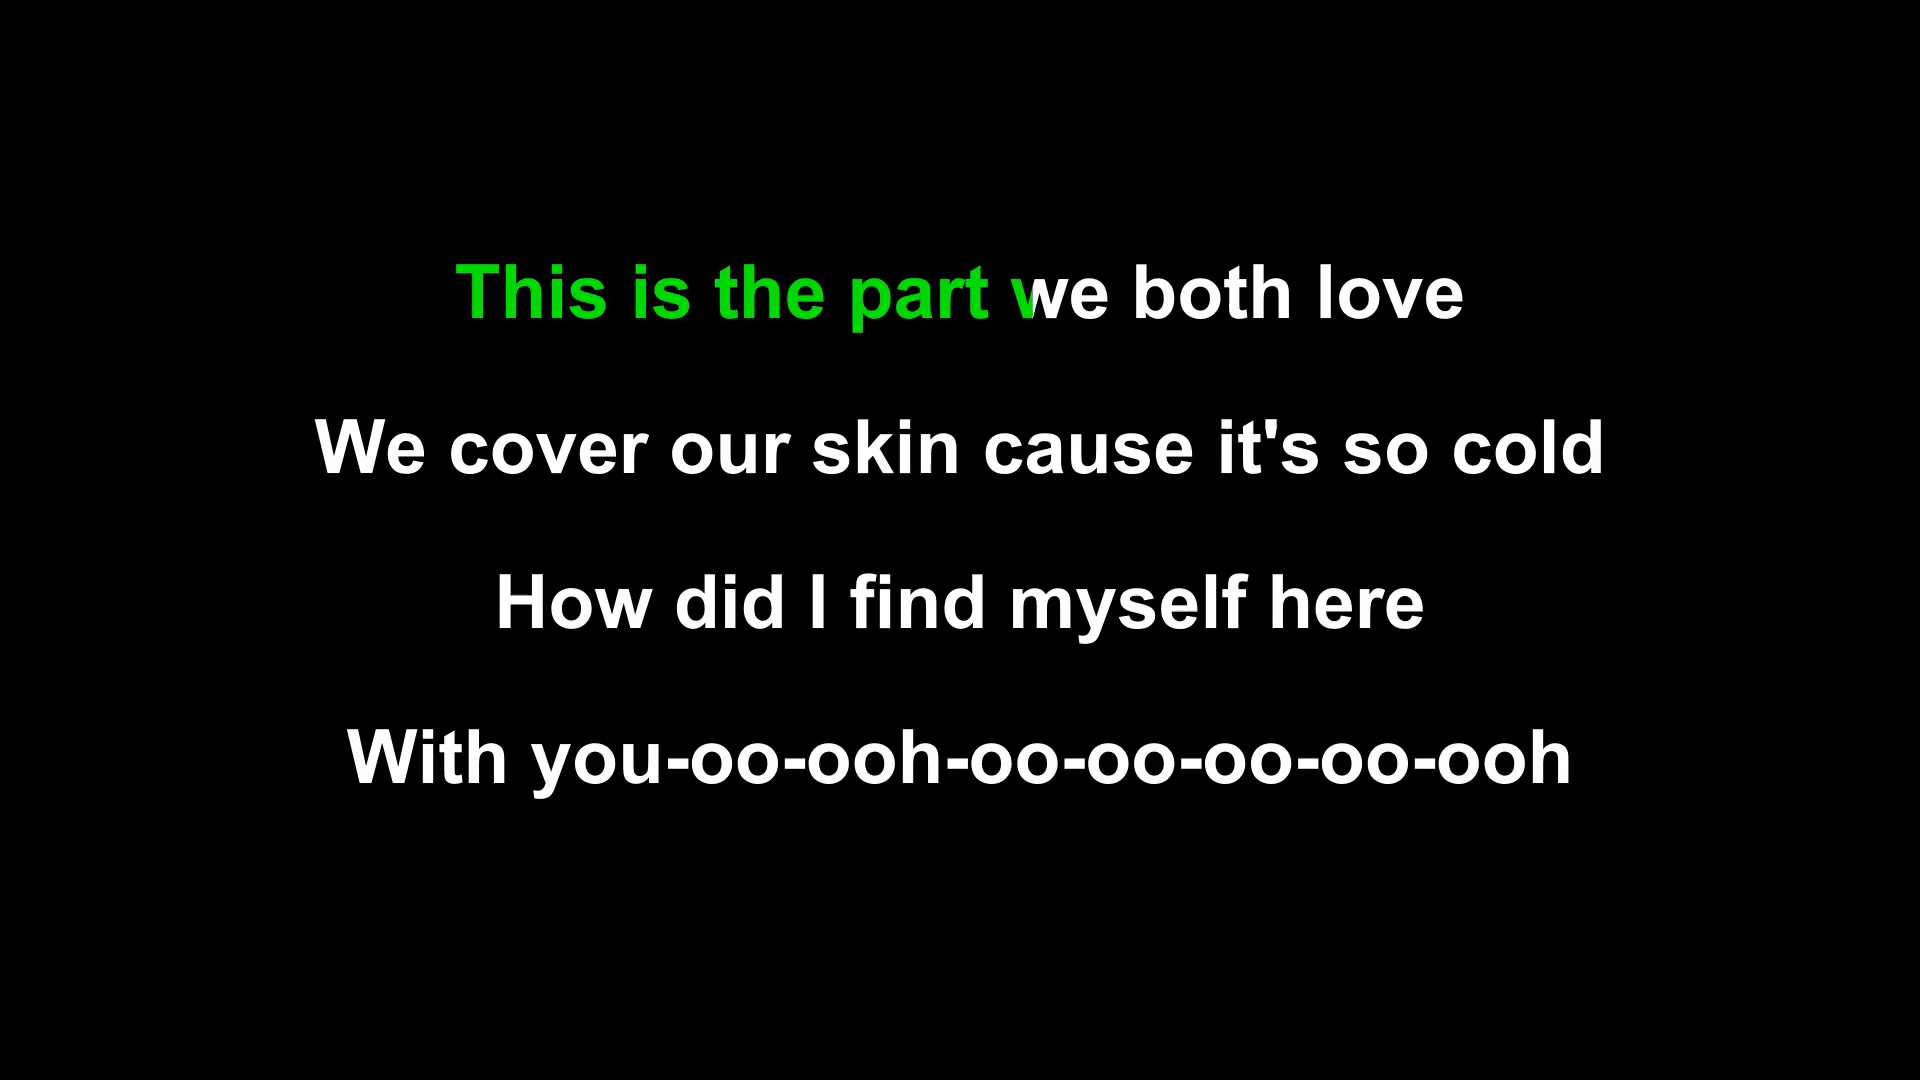 This is the part we both love
We cover our skin cause it's so cold
How did I find myself here
With you-oo-ooh-oo-oo-oo-oo-ooh